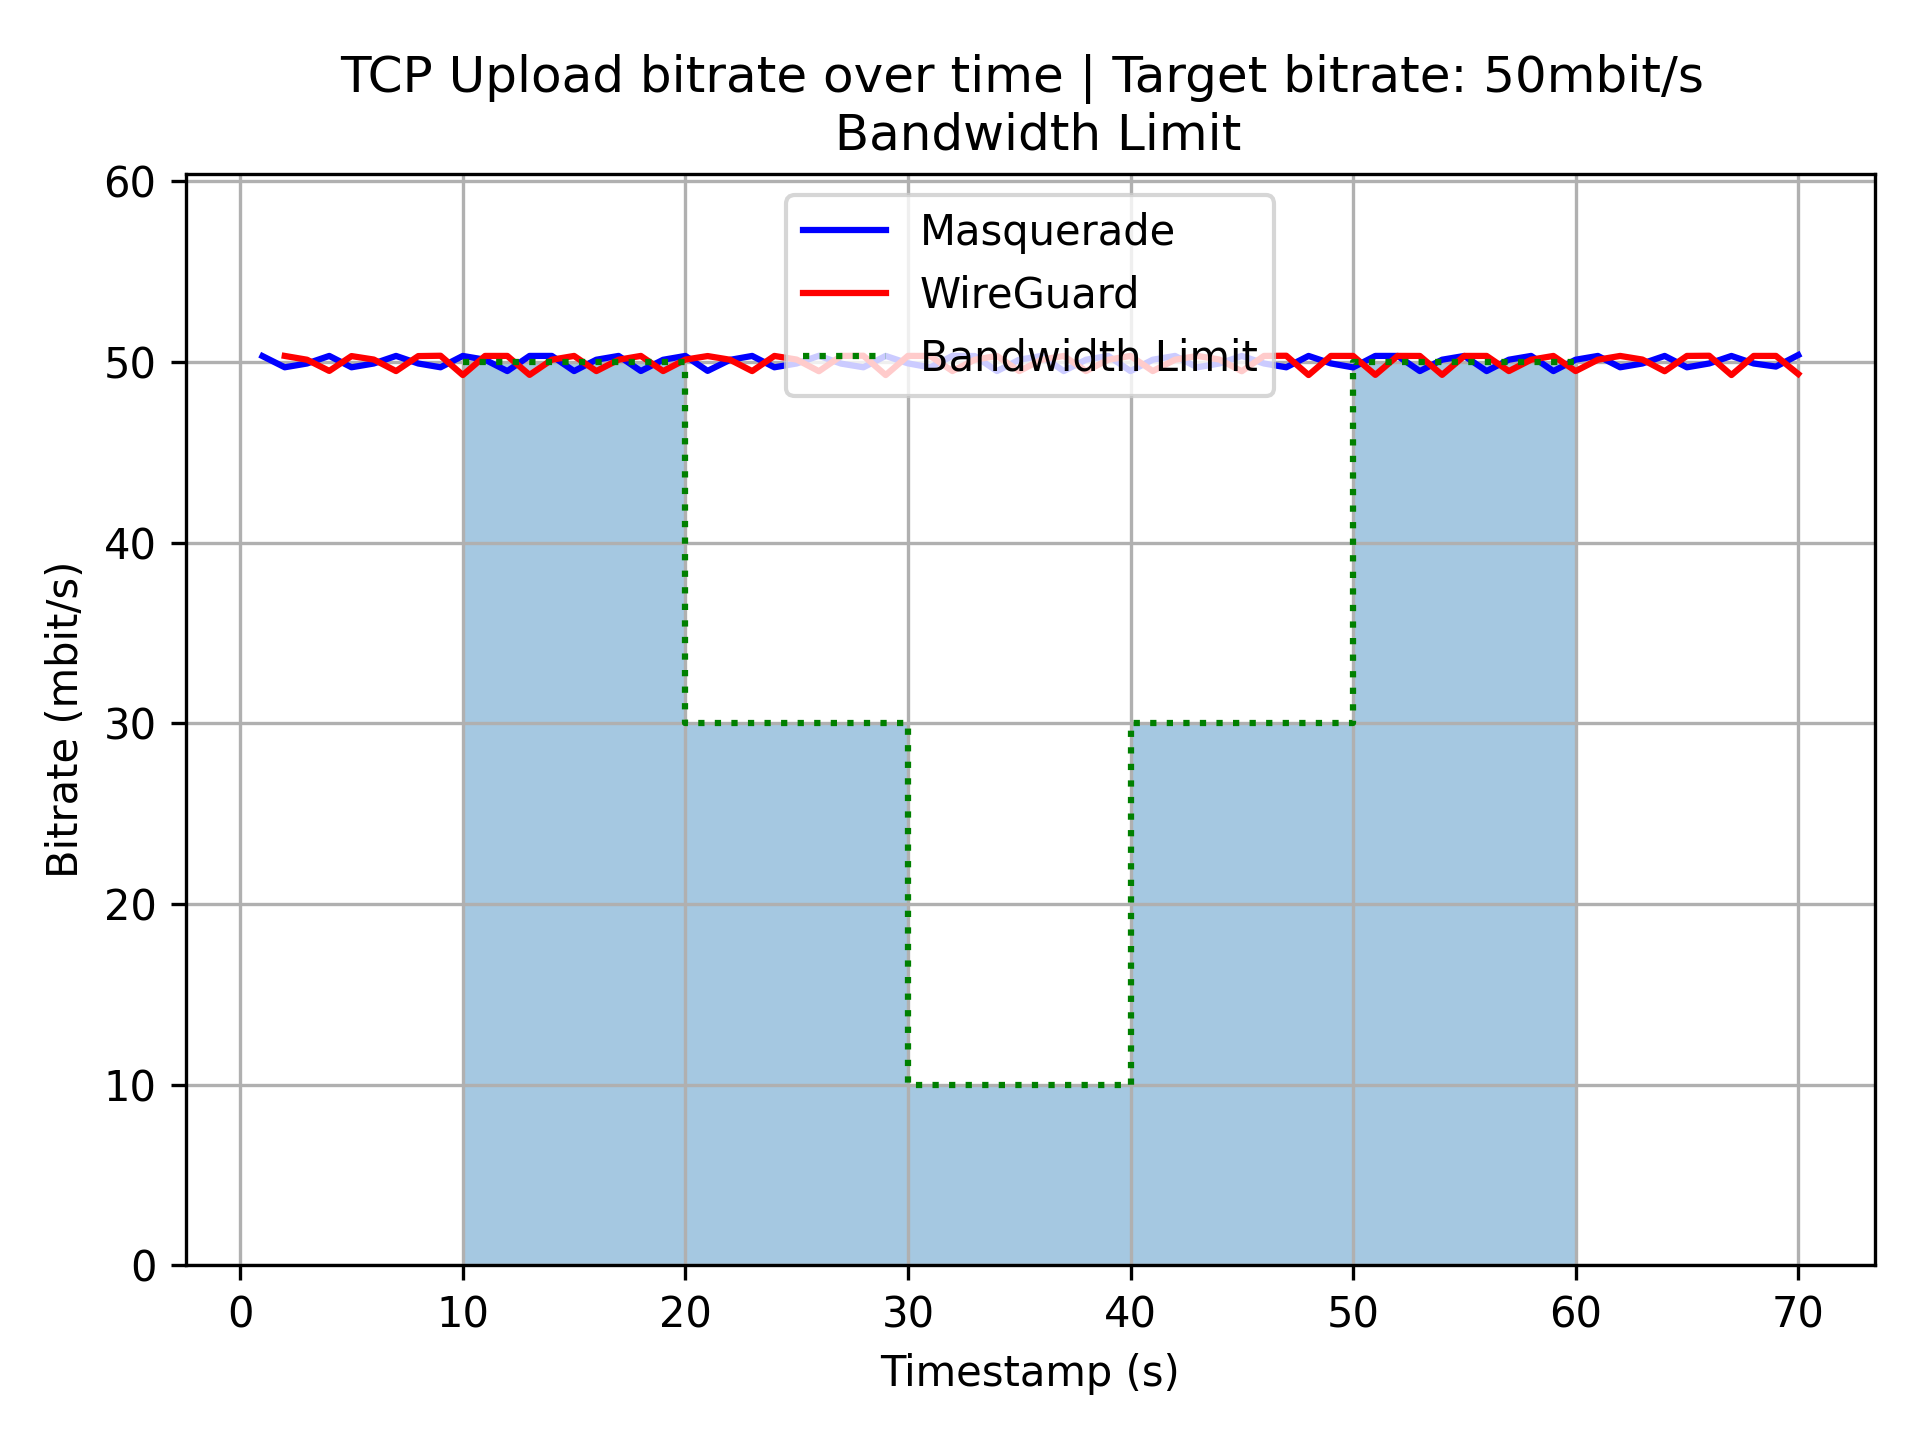 TCP Upload bitrate over time | Target bitrate: 50mbit/s
Bandwidth Limit
60
50
40
30
20
10
0
Bitrate (mbit/s)
Masquerade
WireGuard
Bandwidth Limit
0 10 20 30 40 50 60 70
Timestamp (s)